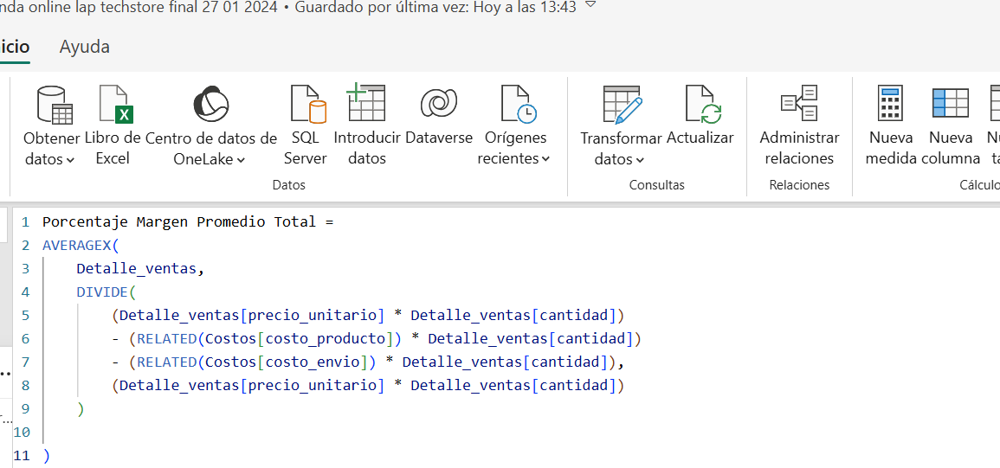 nda online lap techstore final 27 01 2024 • Guardado por última vez: Hoy a las 13:43
icio Ayuda
Obtener datos
Libro de Excel
Centro de datos de OneLake
SQL Server
Introducir datos
Dataverse
Orígenes recientes
Transformar datos
Actualizar
Administrar relaciones
Nueva medida
Nueva columna
Datos
Consultas
Relaciones
Cálculo
1 Porcentaje Margen Promedio Total =
2 AVERAGEX(
3 Detalle_ventas,
4 DIVIDE(
5 (Detalle_ventas[precio_unitario] * Detalle_ventas[cantidad])
6 - (RELATED(Costos[costo_producto]) * Detalle_ventas[cantidad])
7 - (RELATED(Costos[costo_envio]) * Detalle_ventas[cantidad]),
8 (Detalle_ventas[precio_unitario] * Detalle_ventas[cantidad])
9 )
10
11 )